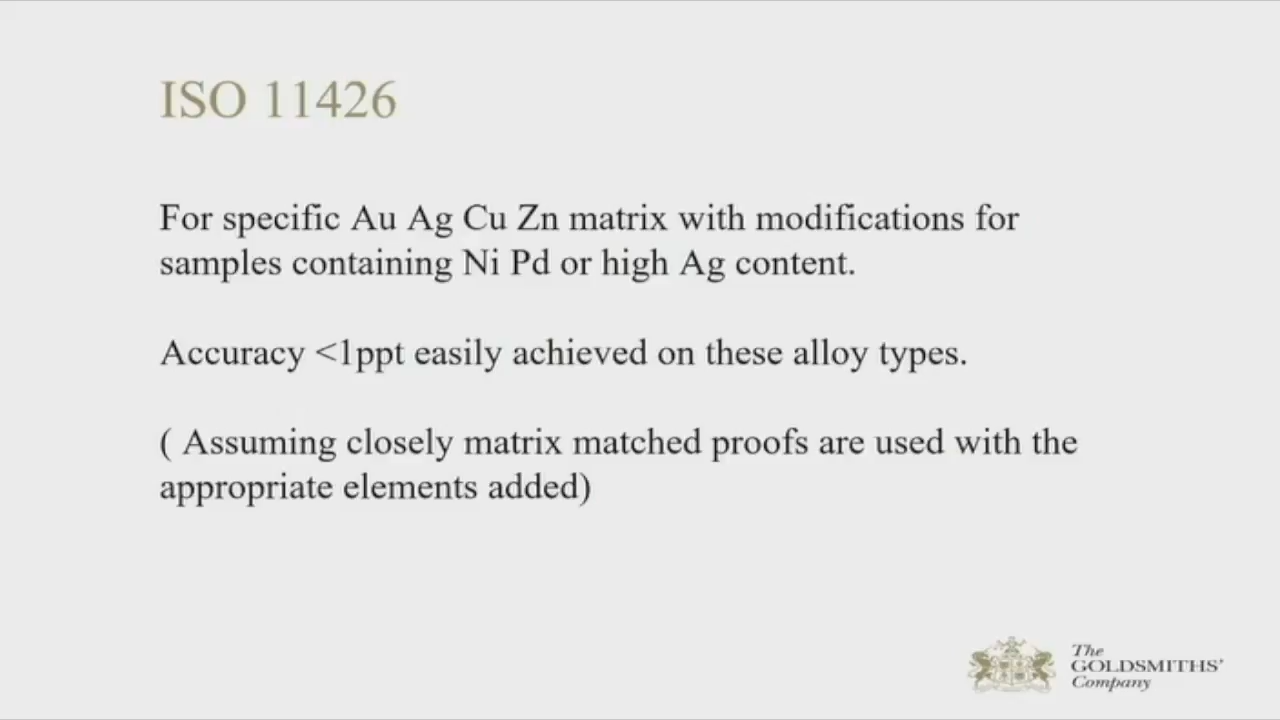 ISO 11426
For specific Au Ag Cu Zn matrix with modifications for
samples containing Ni Pd or high Ag content.
Accuracy <1ppt easily achieved on these alloy types.
( Assuming closely matrix matched proofs are used with the
appropriate elements added)
The
GOLDSMITHS'
Company